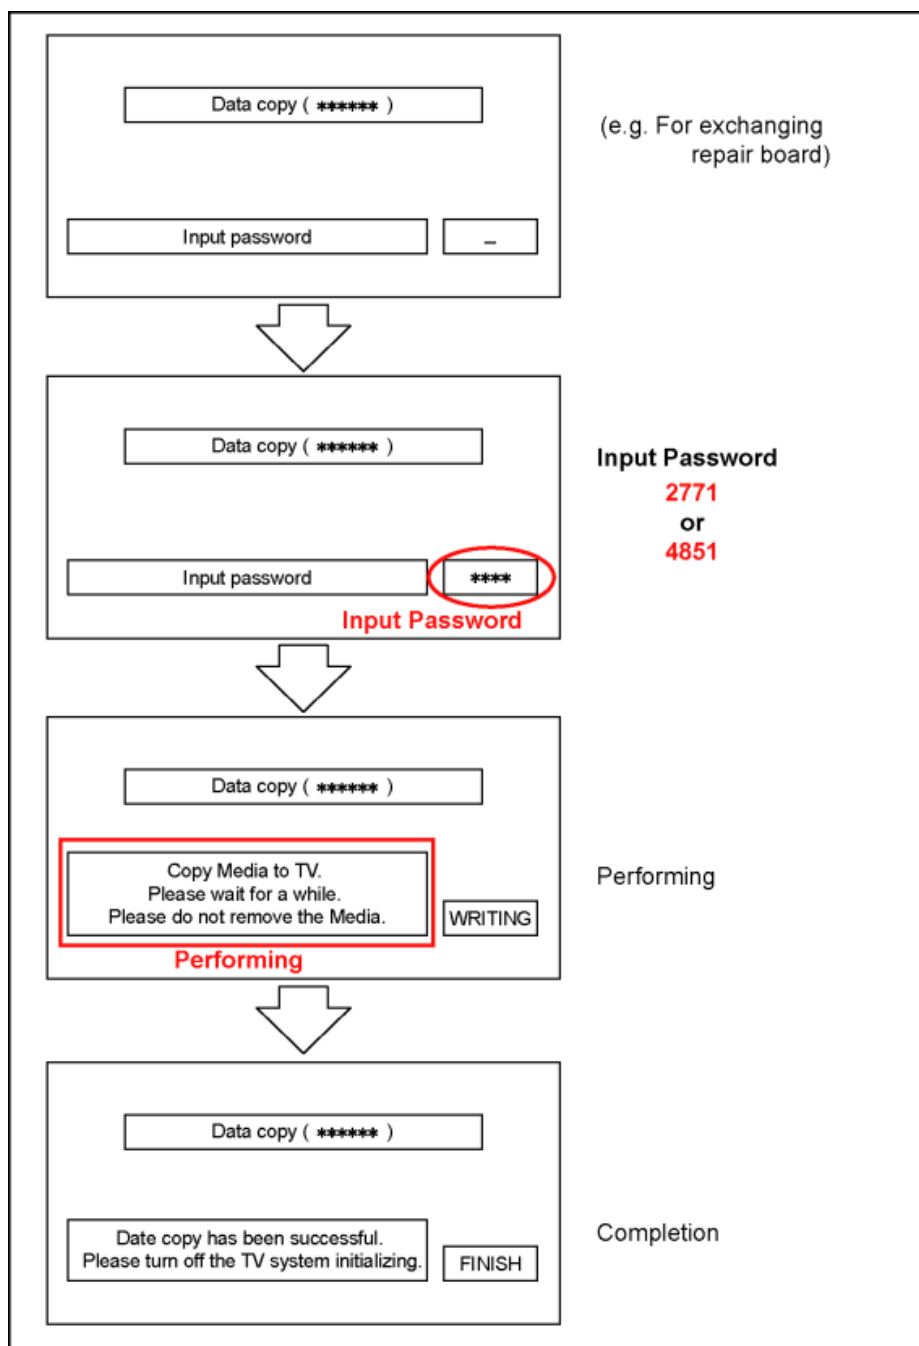 Data copy ( ****** )
(e.g. For exchanging
repair board)
Input password
_
Data copy ( ****** )
Input Password
2771
or
4851
Input password
****
Input Password
Data copy ( ****** )
Copy Media to TV.
Please wait for a while.
Please do not remove the Media.
WRITING
Performing
Performing
Data copy ( ****** )
Date copy has been successful.
Please turn off the TV system initializing.
FINISH
Completion